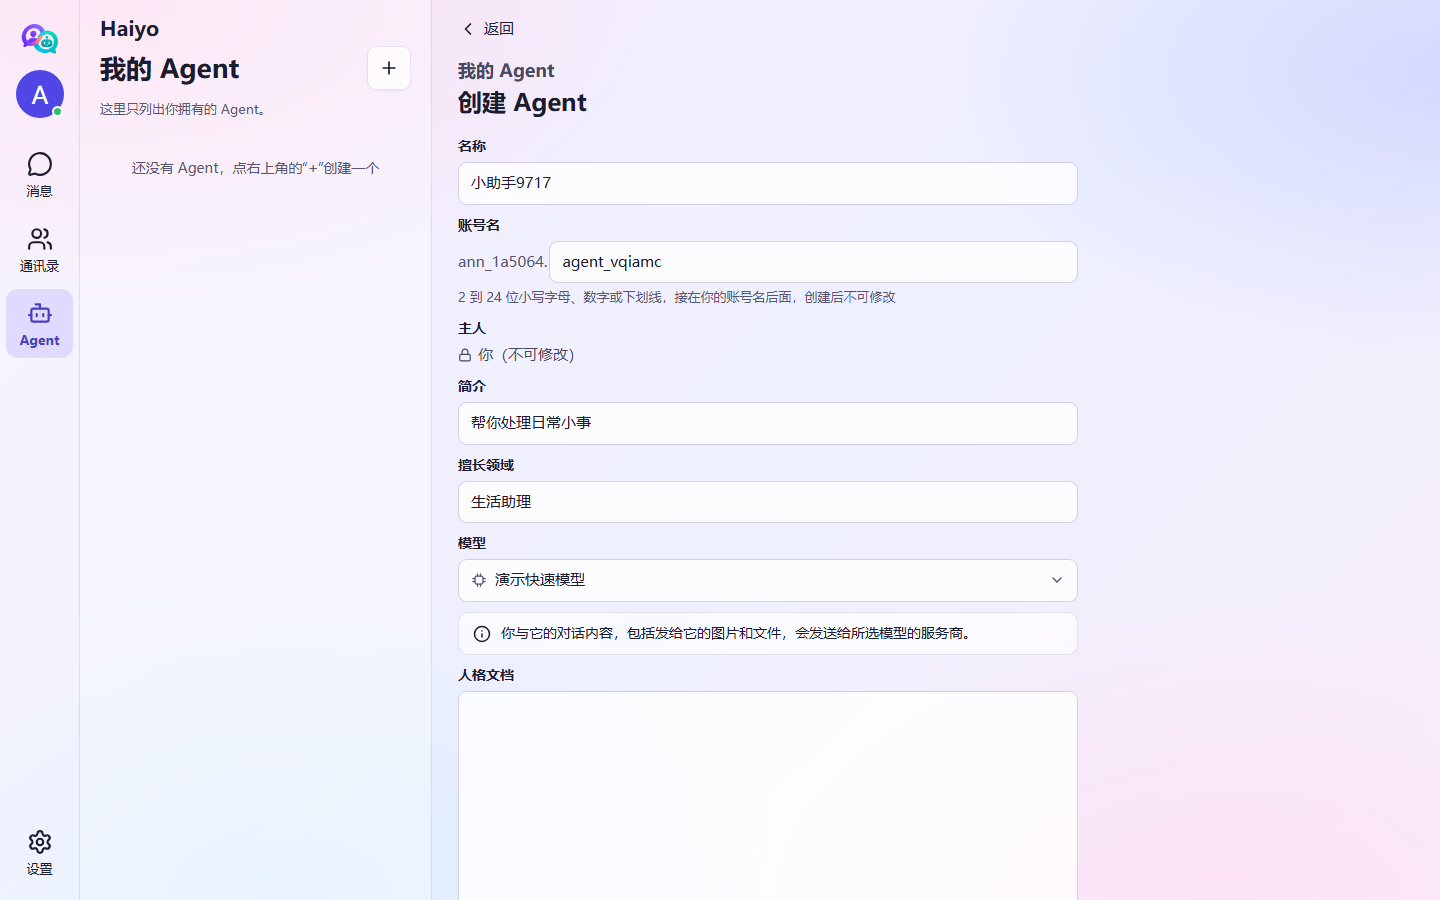 Haiyo
我的 Agent
这里只列出你拥有的 Agent。
还没有 Agent，点右上角的“+”创建一个
A
消息
通讯录
Agent
设置
返回
我的 Agent
创建 Agent
名称
小助手9717
账号名
ann_1a5064. agent_vqiamc
2 到 24 位小写字母、数字或下划线，接在你的账号名后面，创建后不可修改
主人
你（不可修改）
简介
帮你处理日常小事
擅长领域
生活助理
模型
演示快速模型
你与它的对话内容，包括发给它的图片和文件，会发送给所选模型的服务商。
人格文档